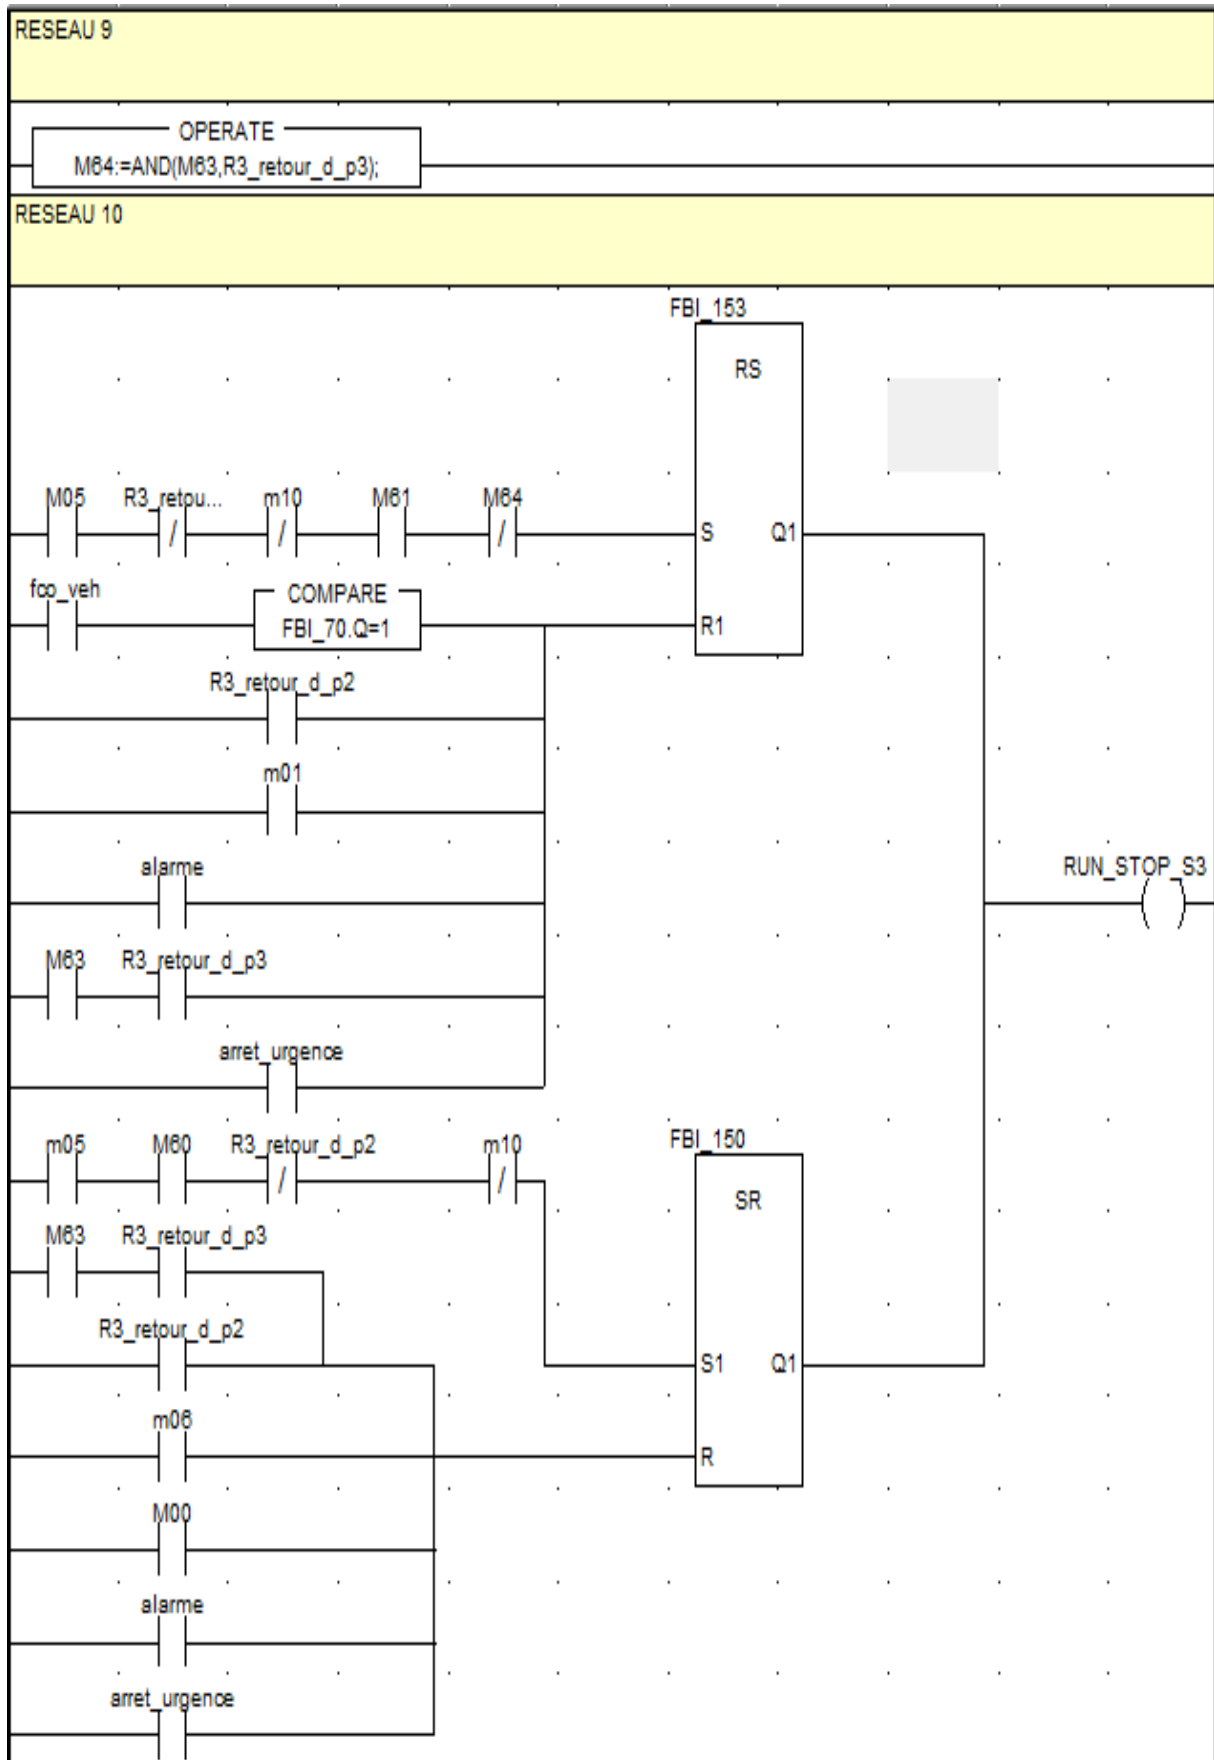 RESEAU 9
OPERATE
M64:=AND(M63,R3_retour_d_p3);
RESEAU 10
FBI_153
RS
M05 R3_retou... m10 M61 M64
/ / /
S Q1
fco_veh
COMPARE
FBI_70.Q=1
R1
R3_retour_d_p2
m01
alarme
RUN_STOP_S3
M63 R3_retour_d_p3
arret_urgence
m05 M60 R3_retour_d_p2 m10
/ /
FBI_150
SR
M63 R3_retour_d_p3
R3_retour_d_p2
S1 Q1
m06
R
M00
alarme
arret_urgence